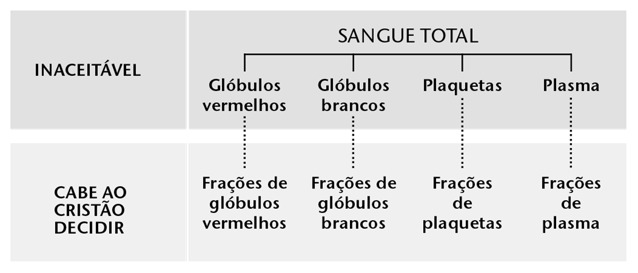 SANGUE TOTAL
INACEITÁVEL
Glóbulos vermelhos
Glóbulos brancos
Plaquetas
Plasma
CABE AO
CRISTÃO
DECIDIR
Frações de
glóbulos
vermelhos
Frações de
glóbulos
brancos
Frações
de
plaquetas
Frações
de
plasma